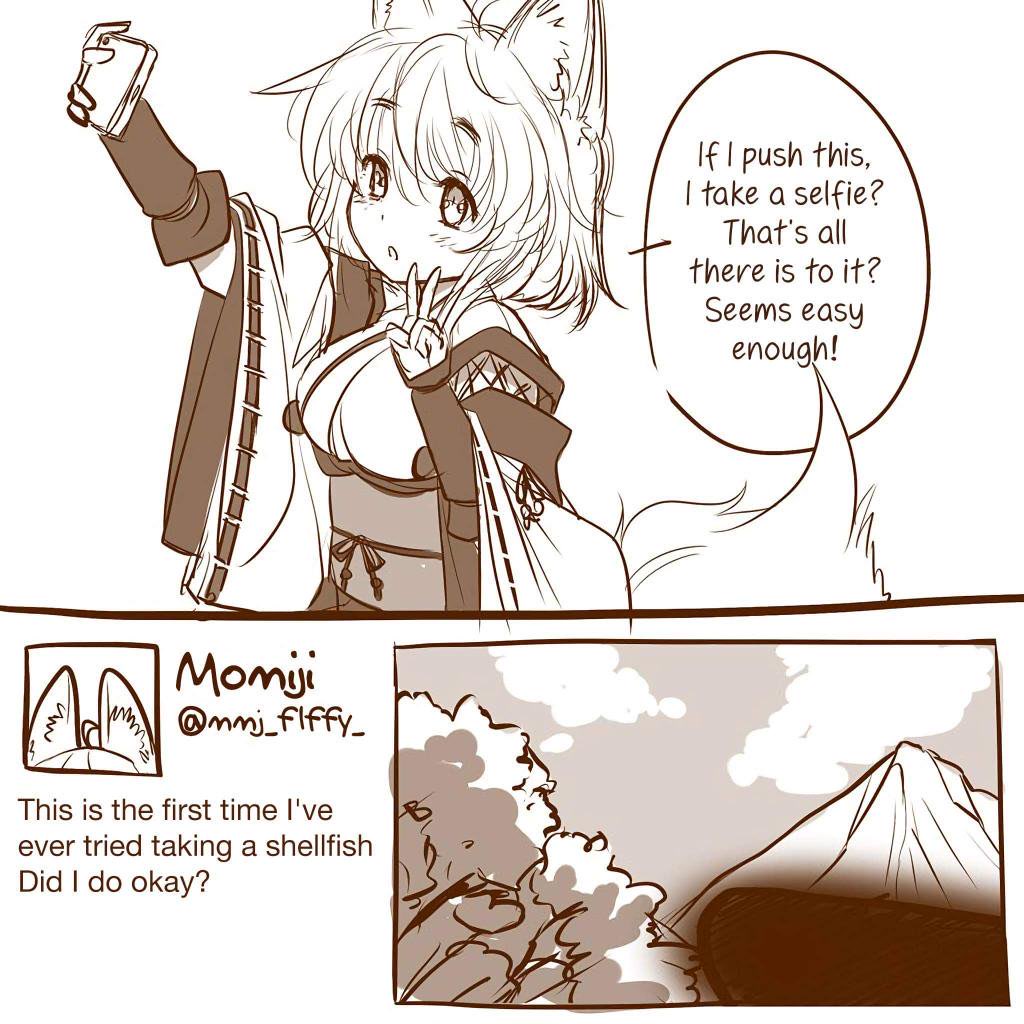 If I push this,
I take a selfie?
That's all
there is to it?
Seems easy
enough!
Momiji
@mmj_flffy_
This is the first time I've
ever tried taking a shellfish
Did I do okay?